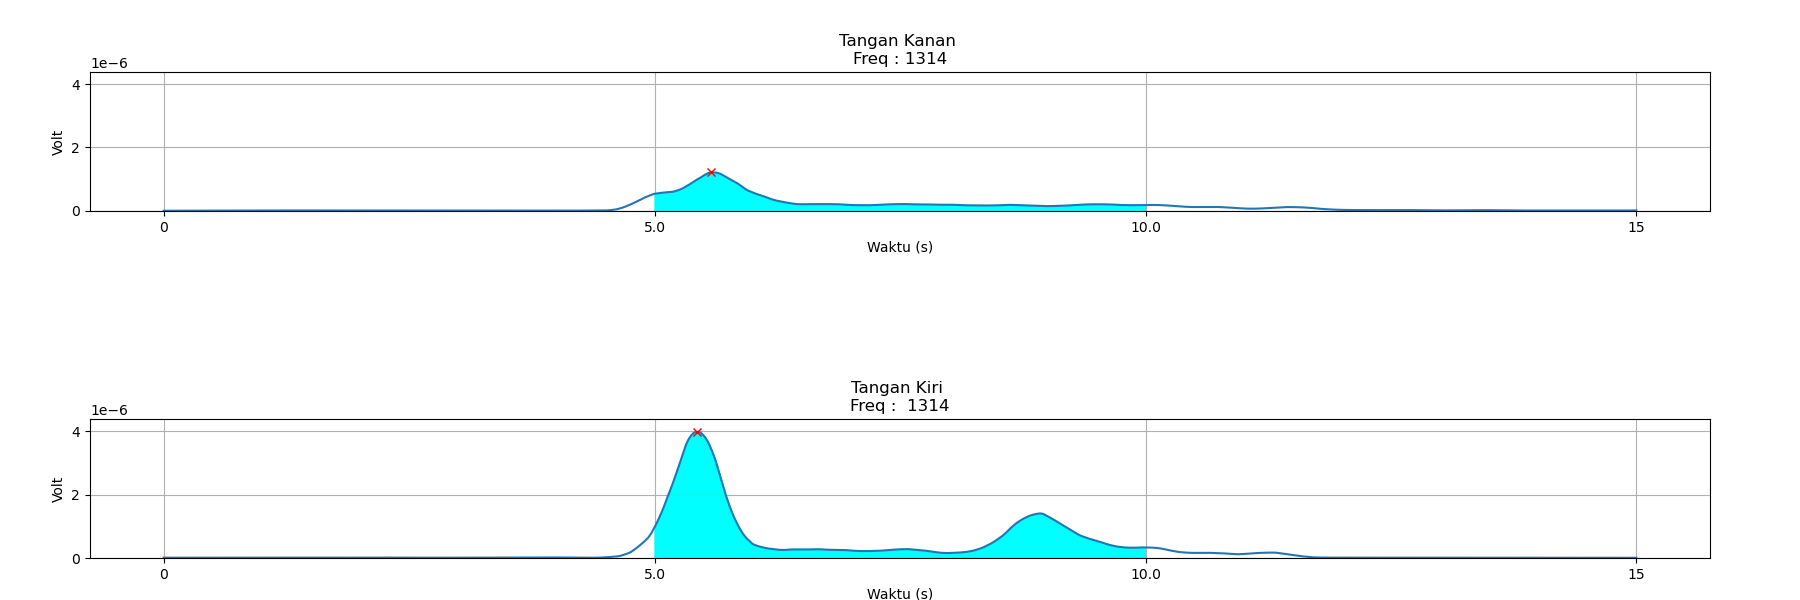 Tangan Kanan
Freq : 1314
1e−6
4
2
0
Volt
0 5.0 10.0 15
Waktu (s)
Tangan Kiri
Freq :  1314
1e−6
4
2
0
Volt
0 5.0 10.0 15
Waktu (s)